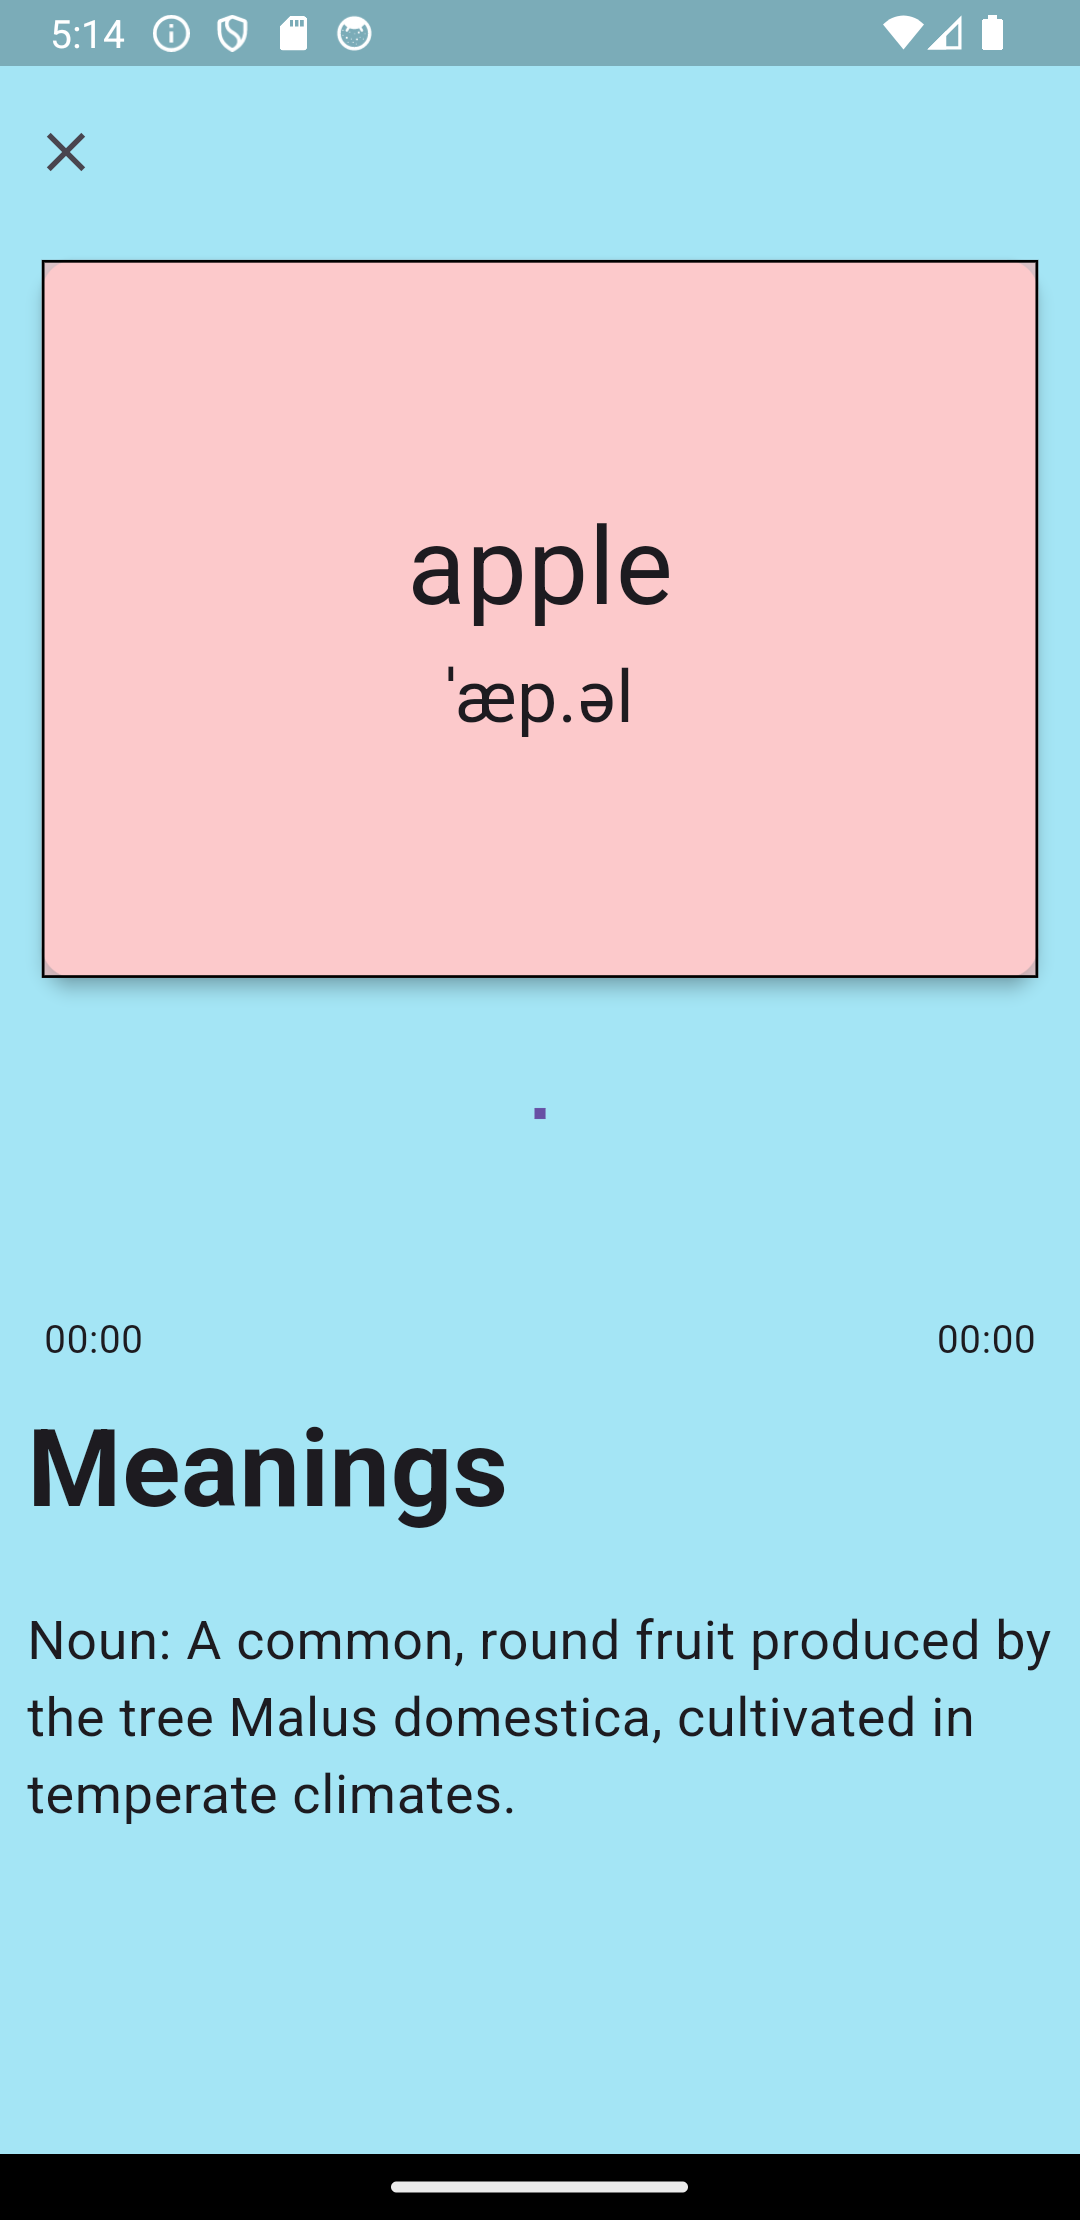 5:14
apple
ˈæp.əl
00:00 00:00
Meanings
Noun: A common, round fruit produced by
the tree Malus domestica, cultivated in
temperate climates.